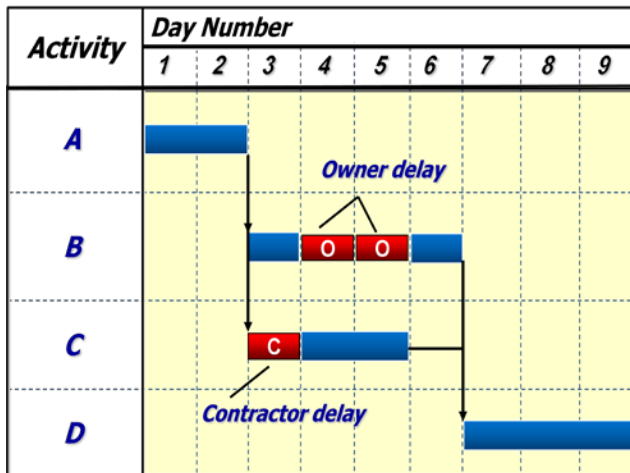 Activity
Day Number
1 2 3 4 5 6 7 8 9
A
Owner delay
B
O O
C
C
Contractor delay
D